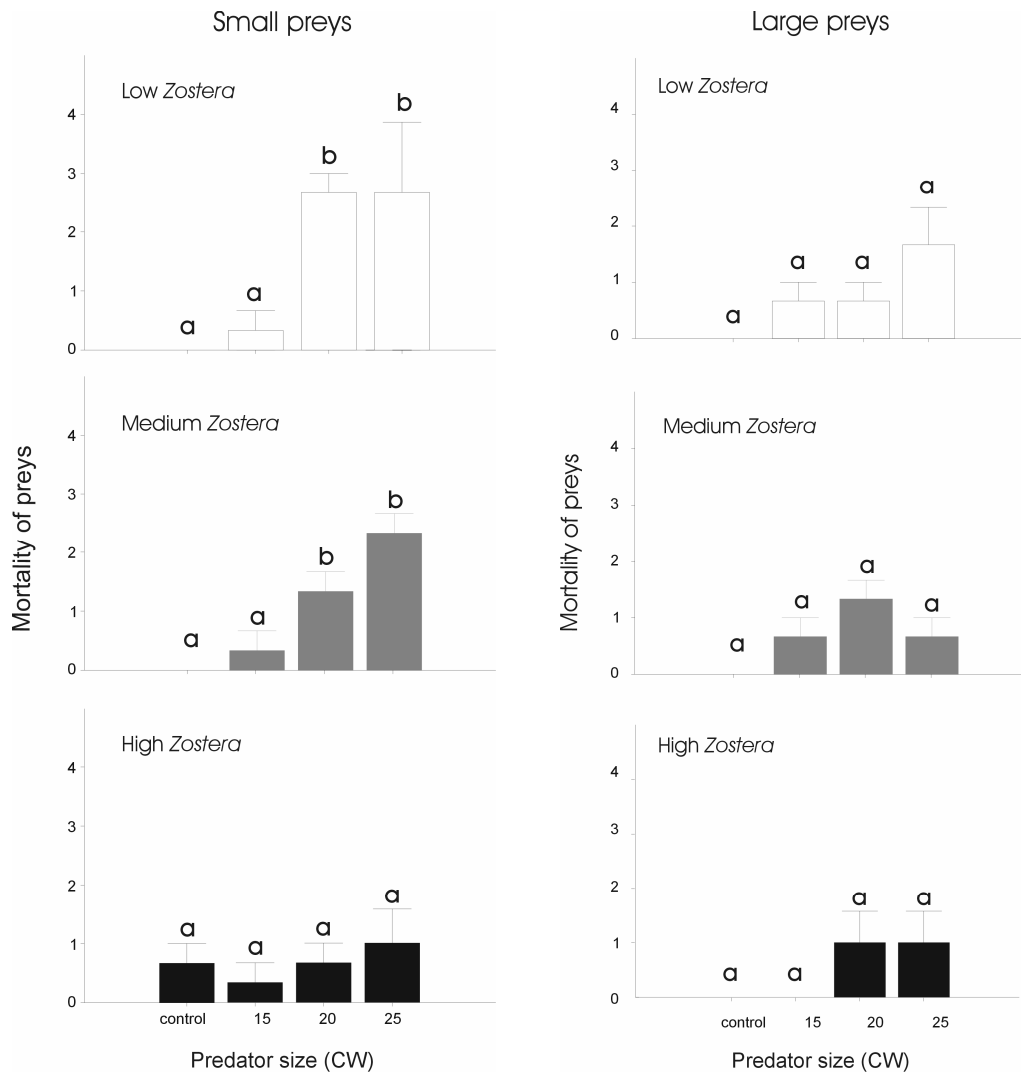 Small preys
Large preys
Low Zostera
4
3
2
1
0
a
a
b
b
Low Zostera
4
3
2
1
0
a
a
a
a
Mortality of preys
Medium Zostera
4
3
2
1
0
a
a
b
b
Mortality of preys
Medium Zostera
4
3
2
1
0
a
a
a
a
High Zostera
4
3
2
1
0
a
a
a
a
control 15 20 25
Predator size (CW)
High Zostera
4
3
2
1
0
a
a
a
a
control 15 20 25
Predator size (CW)